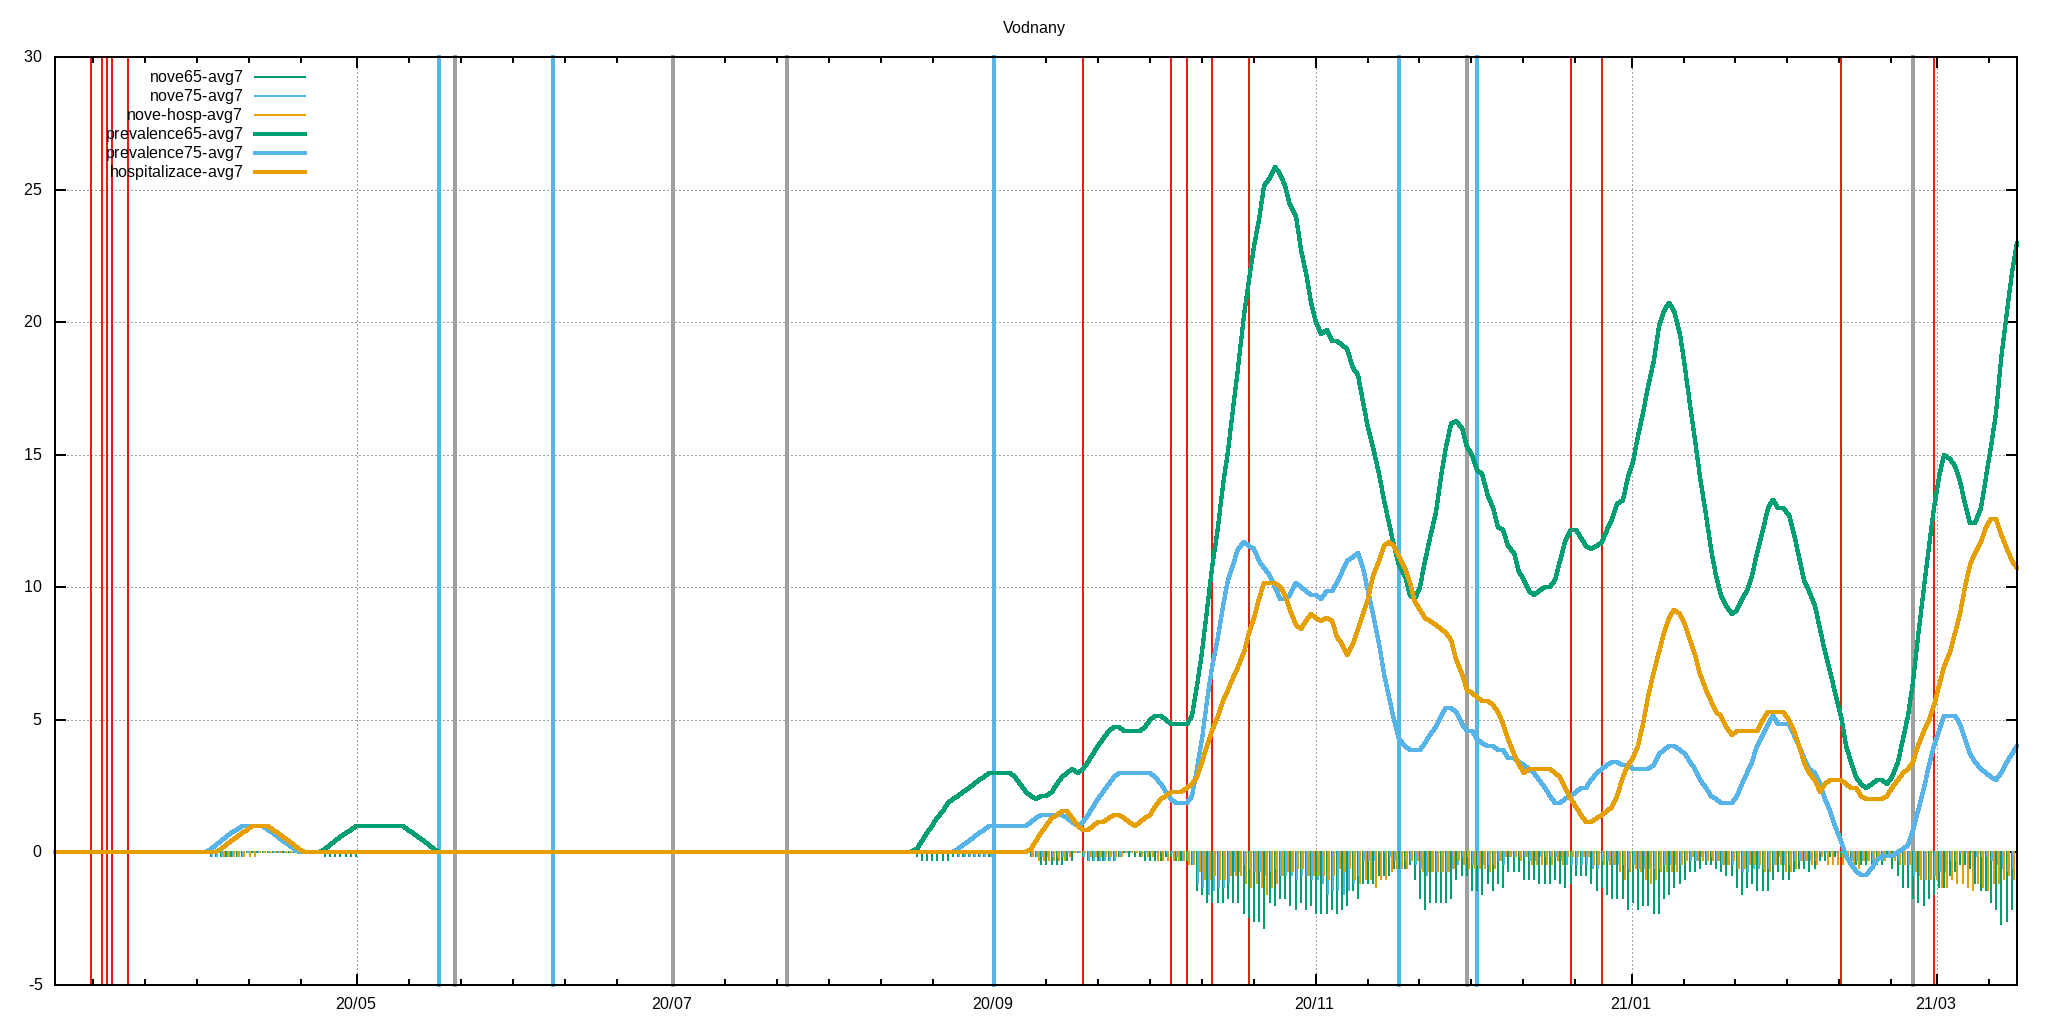 Vodnany
30
25
20
15
10
5
0
-5
nove65-avg7
nove75-avg7
nove-hosp-avg7
prevalence65-avg7
prevalence75-avg7
hospitalizace-avg7
20/05 20/07 20/09 20/11 21/01 21/03